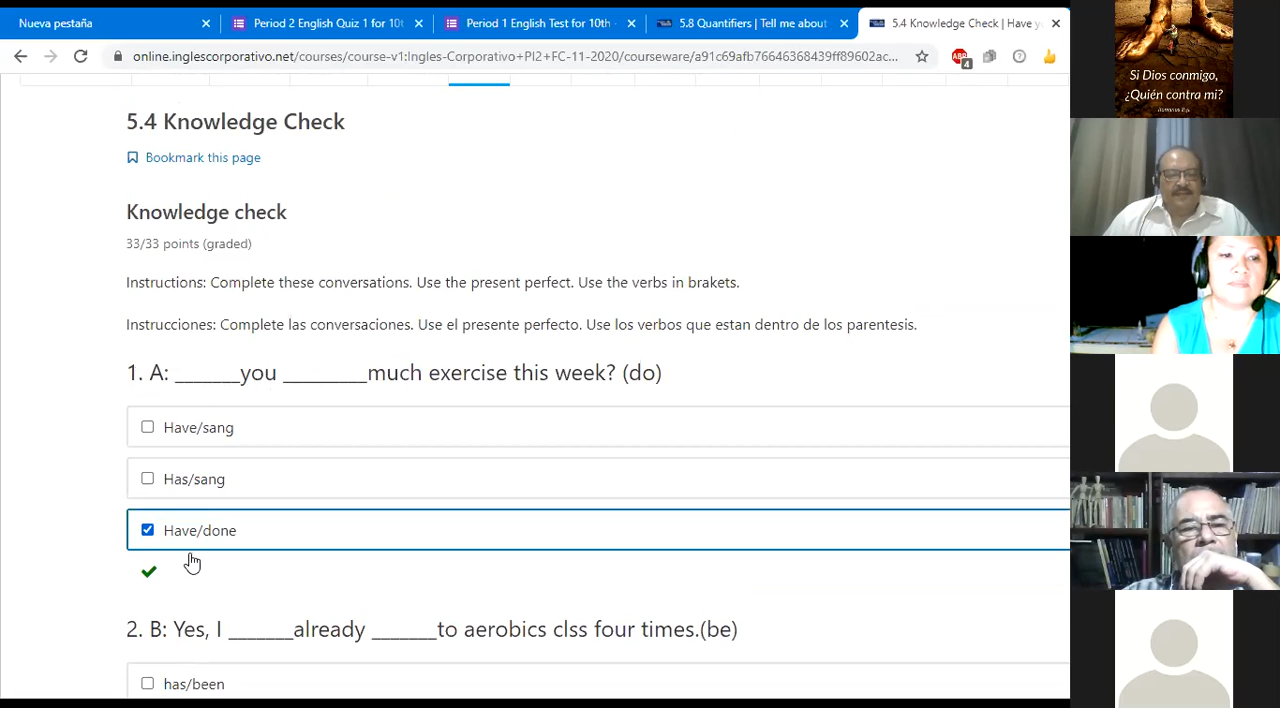 Nueva pestaña
Period 2 English Quiz 1 for 10t
Period 1 English Test for 10th
5.8 Quantifiers | Tell me about
5.4 Knowledge Check | Have yo
online.inglescorporativo.net/courses/course-v1:Ingles-Corporativo+PI2+FC-11-2020/courseware/a91c69afb76646368439ff89602ac...
ABP
4
5.4 Knowledge Check
Bookmark this page
Knowledge check
33/33 points (graded)
Instructions: Complete these conversations. Use the present perfect. Use the verbs in brakets.
Instrucciones: Complete las conversaciones. Use el presente perfecto. Use los verbos que estan dentro de los parentesis.
1. A: _______you _________much exercise this week? (do)
Have/sang
Has/sang
Have/done
2. B: Yes, I _______already _______to aerobics clss four times.(be)
has/been
Si Dios conmigo,
¿Quién contra mi?